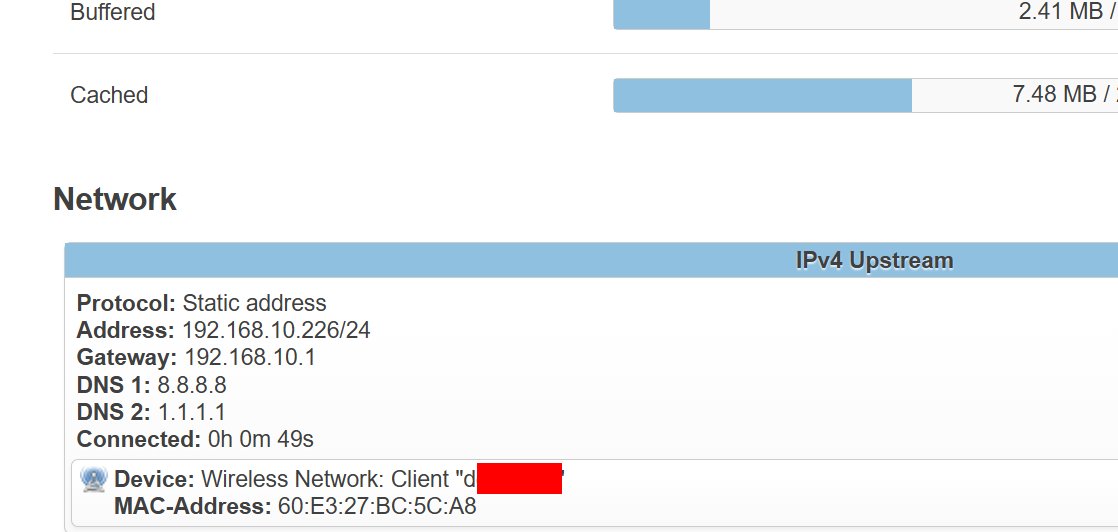 Buffered
2.41 MB /
Cached
7.48 MB /
Network
IPv4 Upstream
Protocol: Static address
Address: 192.168.10.226/24
Gateway: 192.168.10.1
DNS 1: 8.8.8.8
DNS 2: 1.1.1.1
Connected: 0h 0m 49s
Device: Wireless Network: Client "d
MAC-Address: 60:E3:27:BC:5C:A8